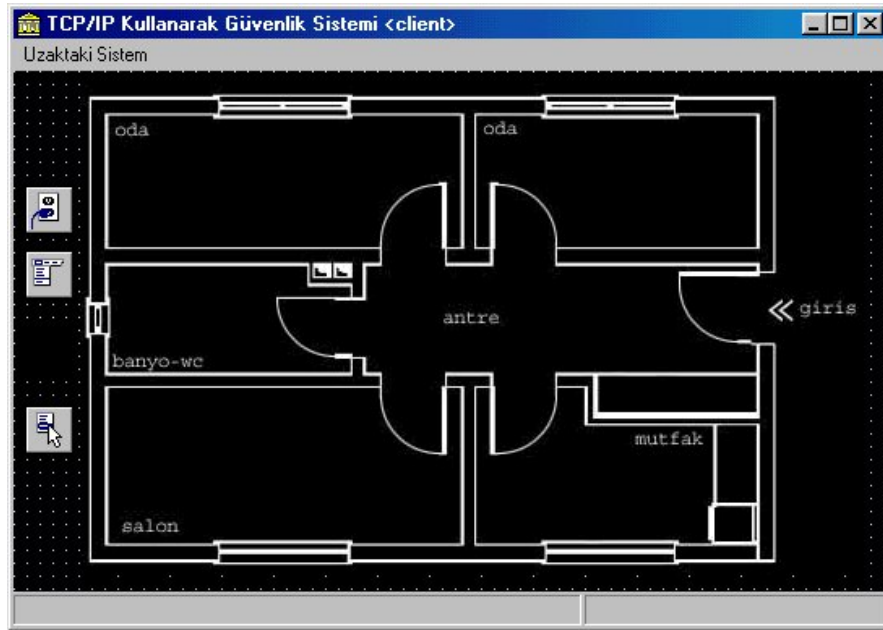 TCP/IP Kullanarak Güvenlik Sistemi <client>
Uzaktaki Sistem
oda
oda
antre
giris
banyo-wc
mutfak
salon